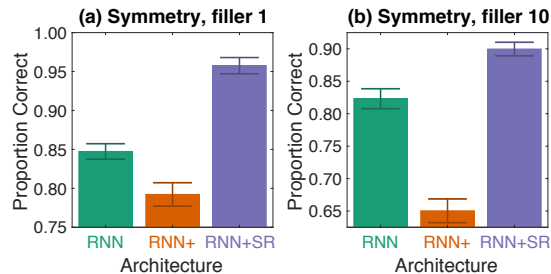 (a) Symmetry, filler 1
Proportion Correct
1.00
0.95
0.90
0.85
0.80
0.75
RNN RNN+ RNN+SR
Architecture
(b) Symmetry, filler 10
Proportion Correct
0.90
0.85
0.80
0.75
0.70
0.65
RNN RNN+ RNN+SR
Architecture